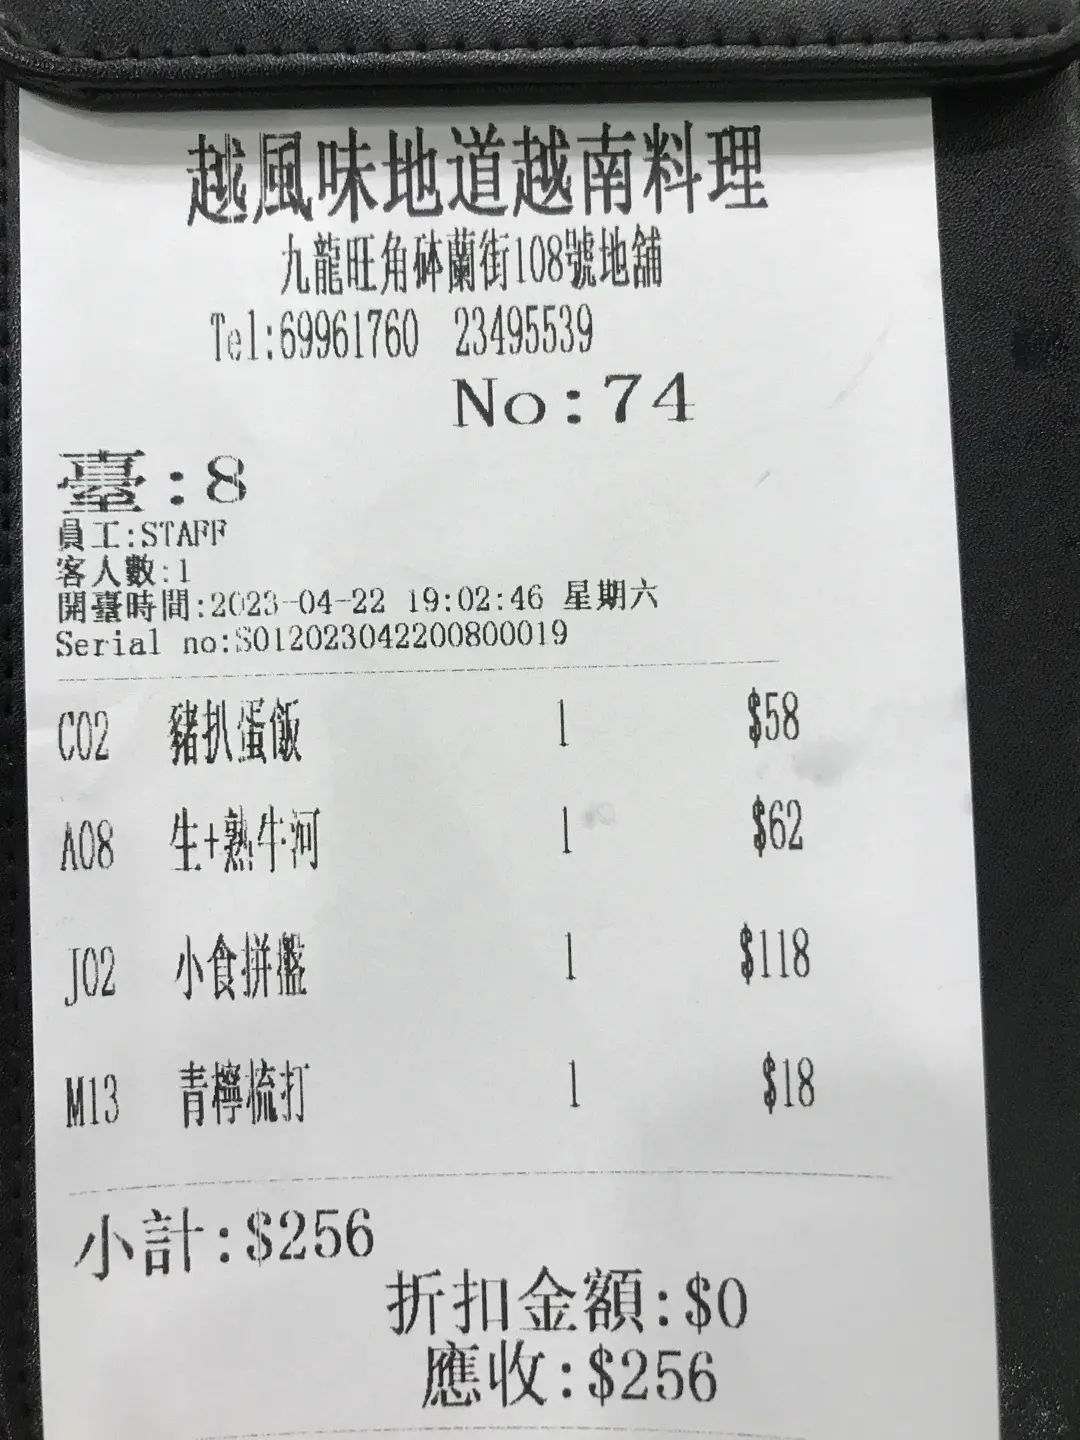 越風味地道越南料理
九龍旺角砵蘭街108號地舖
Tel:69961760 23495539
No:74
臺:8
員工:STAFF
客人數:1
開臺時間:2023-04-22 19:02:46 星期六
Serial no:S012023042200800019
C02 豬扒蛋飯 1 $58
A08 生+熟牛河 1 $62
J02 小食拼盤 1 $118
M13 青檸梳打 1 $18
小計:$256
折扣金額:$0
應收:$256